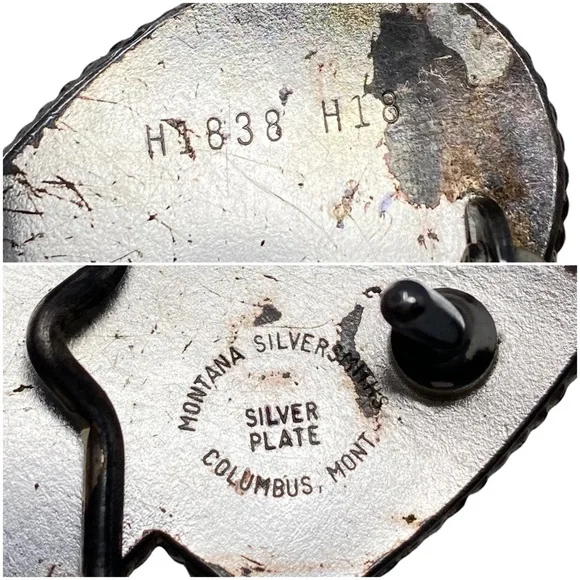 H1838 H18
MONTANA SILVERSMITHS
SILVER
PLATE
COLUMBUS, MONT.